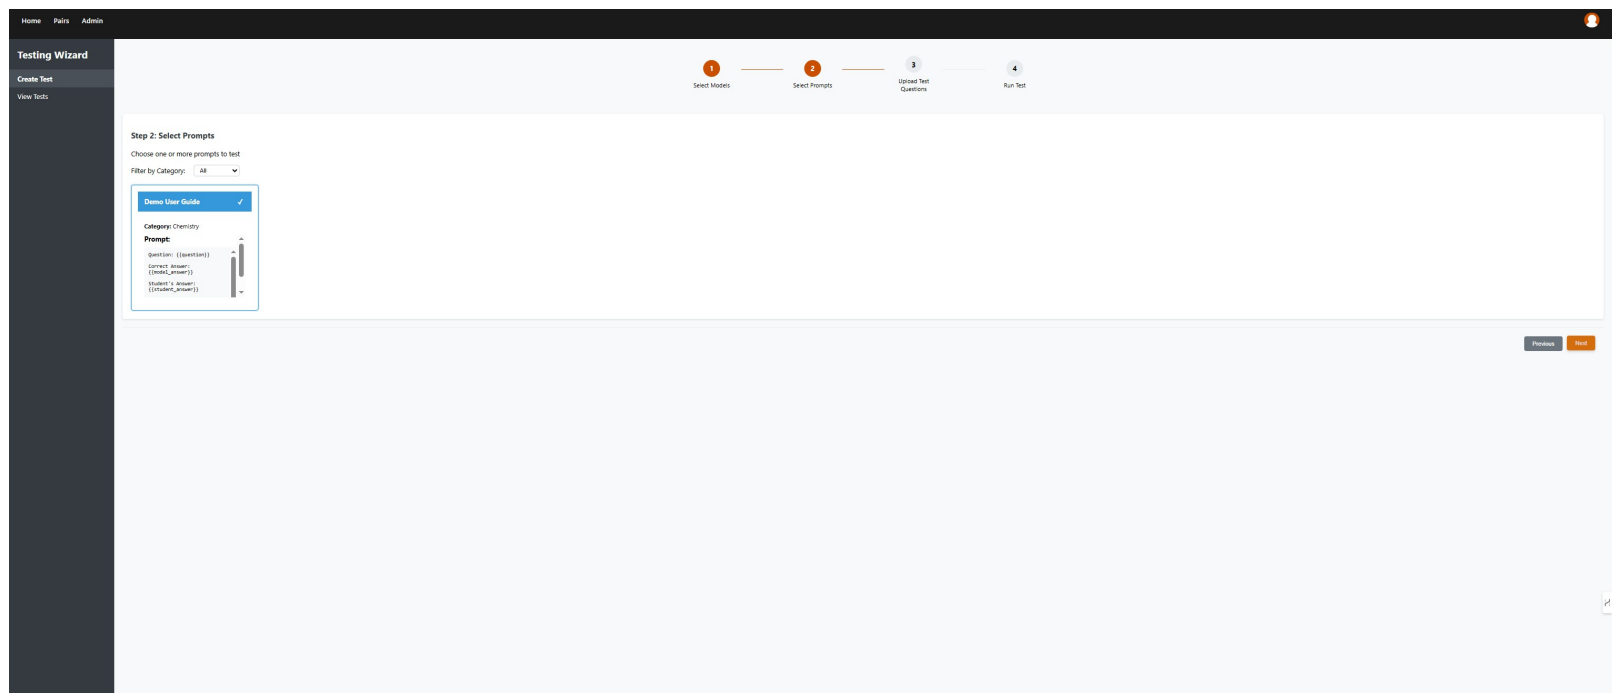 Home Pairs Admin
Testing Wizard
Create Test
View Tests
1
Select Models
2
Select Prompts
3
Upload Test
Questions
4
Run Test
Step 2: Select Prompts
Choose one or more prompts to test
Filter by Category: All
Demo User Guide ✓
Category: Chemistry
Prompt:
Question: {{question}}
Correct Answer:
{{model_answer}}
Student's Answer:
{{student_answer}}
Previous Next